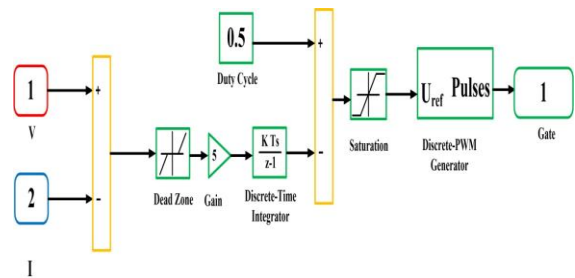 0.5
Duty Cycle
+
+
1
V
-
2
I
Dead Zone
5
Gain
K Ts
z-1
Discrete-Time
Integrator
-
Saturation
Uref Pulses
Discrete-PWM
Generator
1
Gate